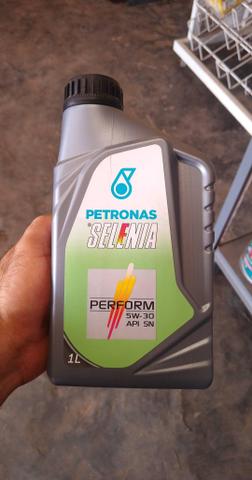 PETRONAS
SELENIA
PERFORM
5W-30
API SN
1L